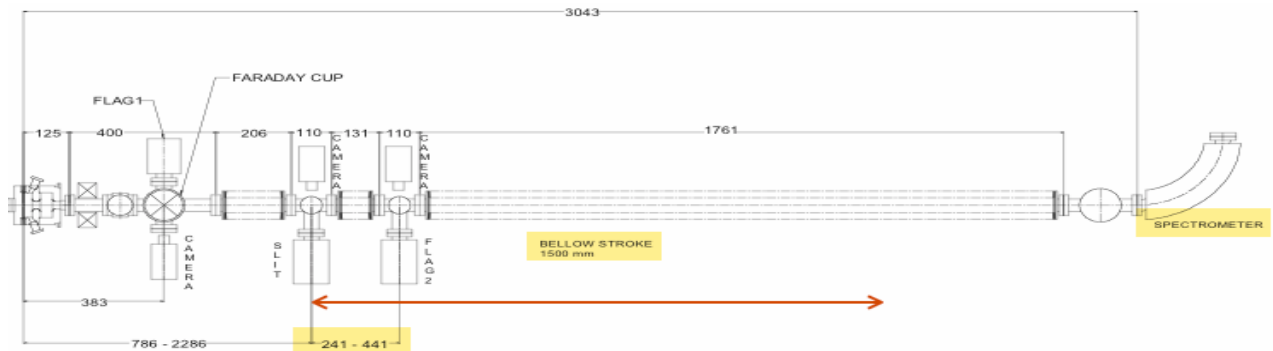 3043
FARADAY CUP
FLAG1
125
400
206
110
131
110
1761
CAMERA
CAMERA
CAMERA
SLIT
FLAG2
BELLOW STROKE
1500 mm
SPECTROMETER
383
786 - 2286
241 - 441